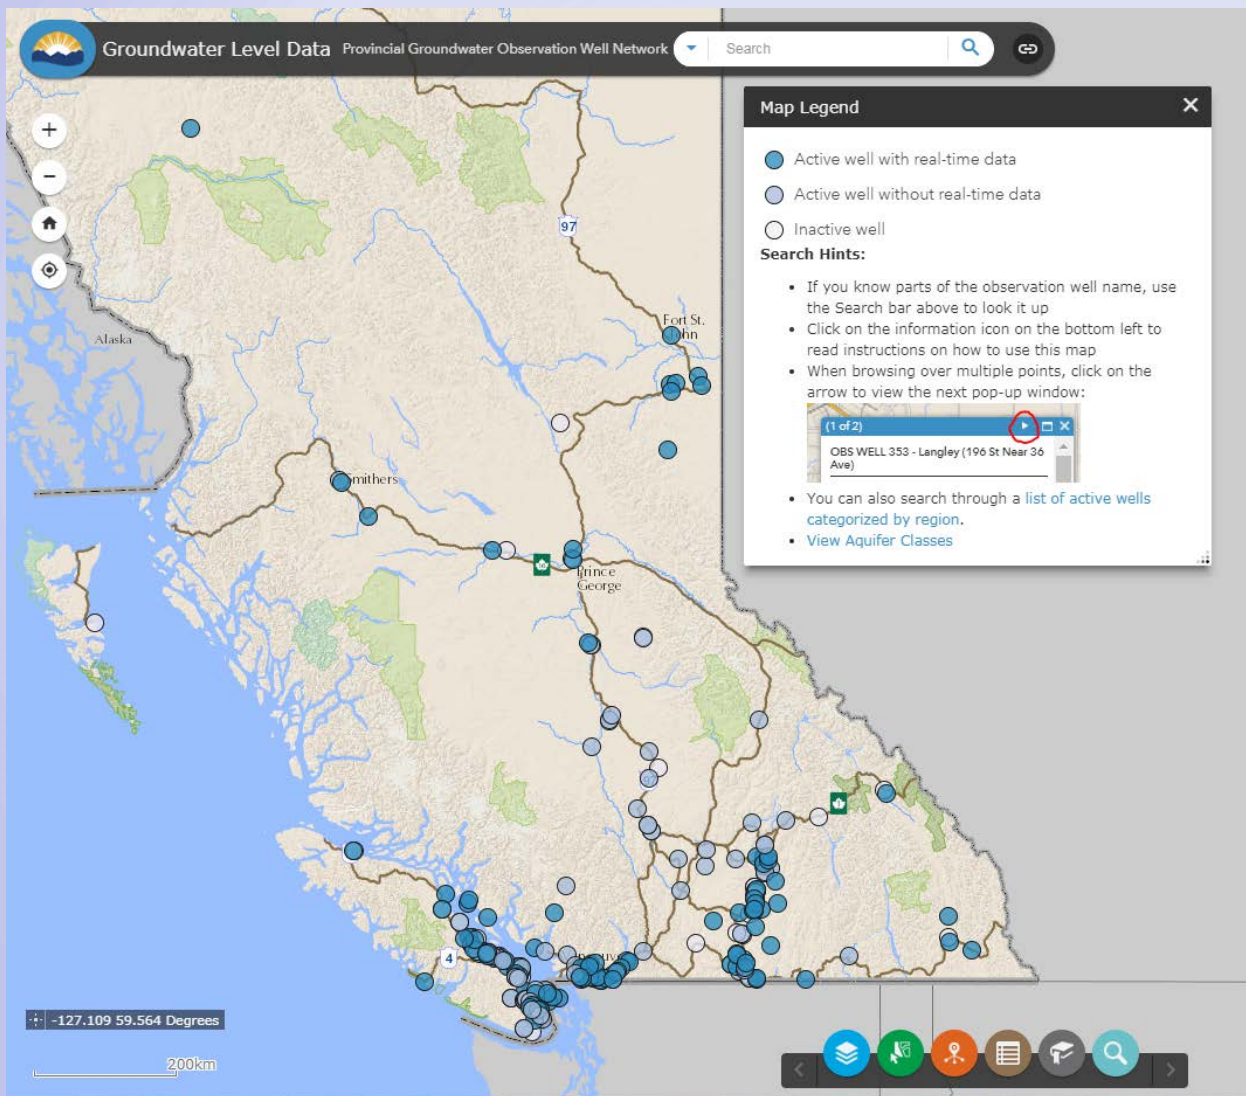 Groundwater Level Data Provincial Groundwater Observation Well Network Search
Map Legend
Active well with real-time data
Active well without real-time data
Inactive well
Search Hints:
• If you know parts of the observation well name, use
the Search bar above to look it up
• Click on the information icon on the bottom left to
read instructions on how to use this map
• When browsing over multiple points, click on the
arrow to view the next pop-up window:
(1 of 2)
OBS WELL 353 - Langley (196 St Near 36
Ave)
• You can also search through a list of active wells
categorized by region.
• View Aquifer Classes
97
Fort St.
John
Alaska
Smithers
Prince
George
97
1
4
-127.109 59.564 Degrees
200km